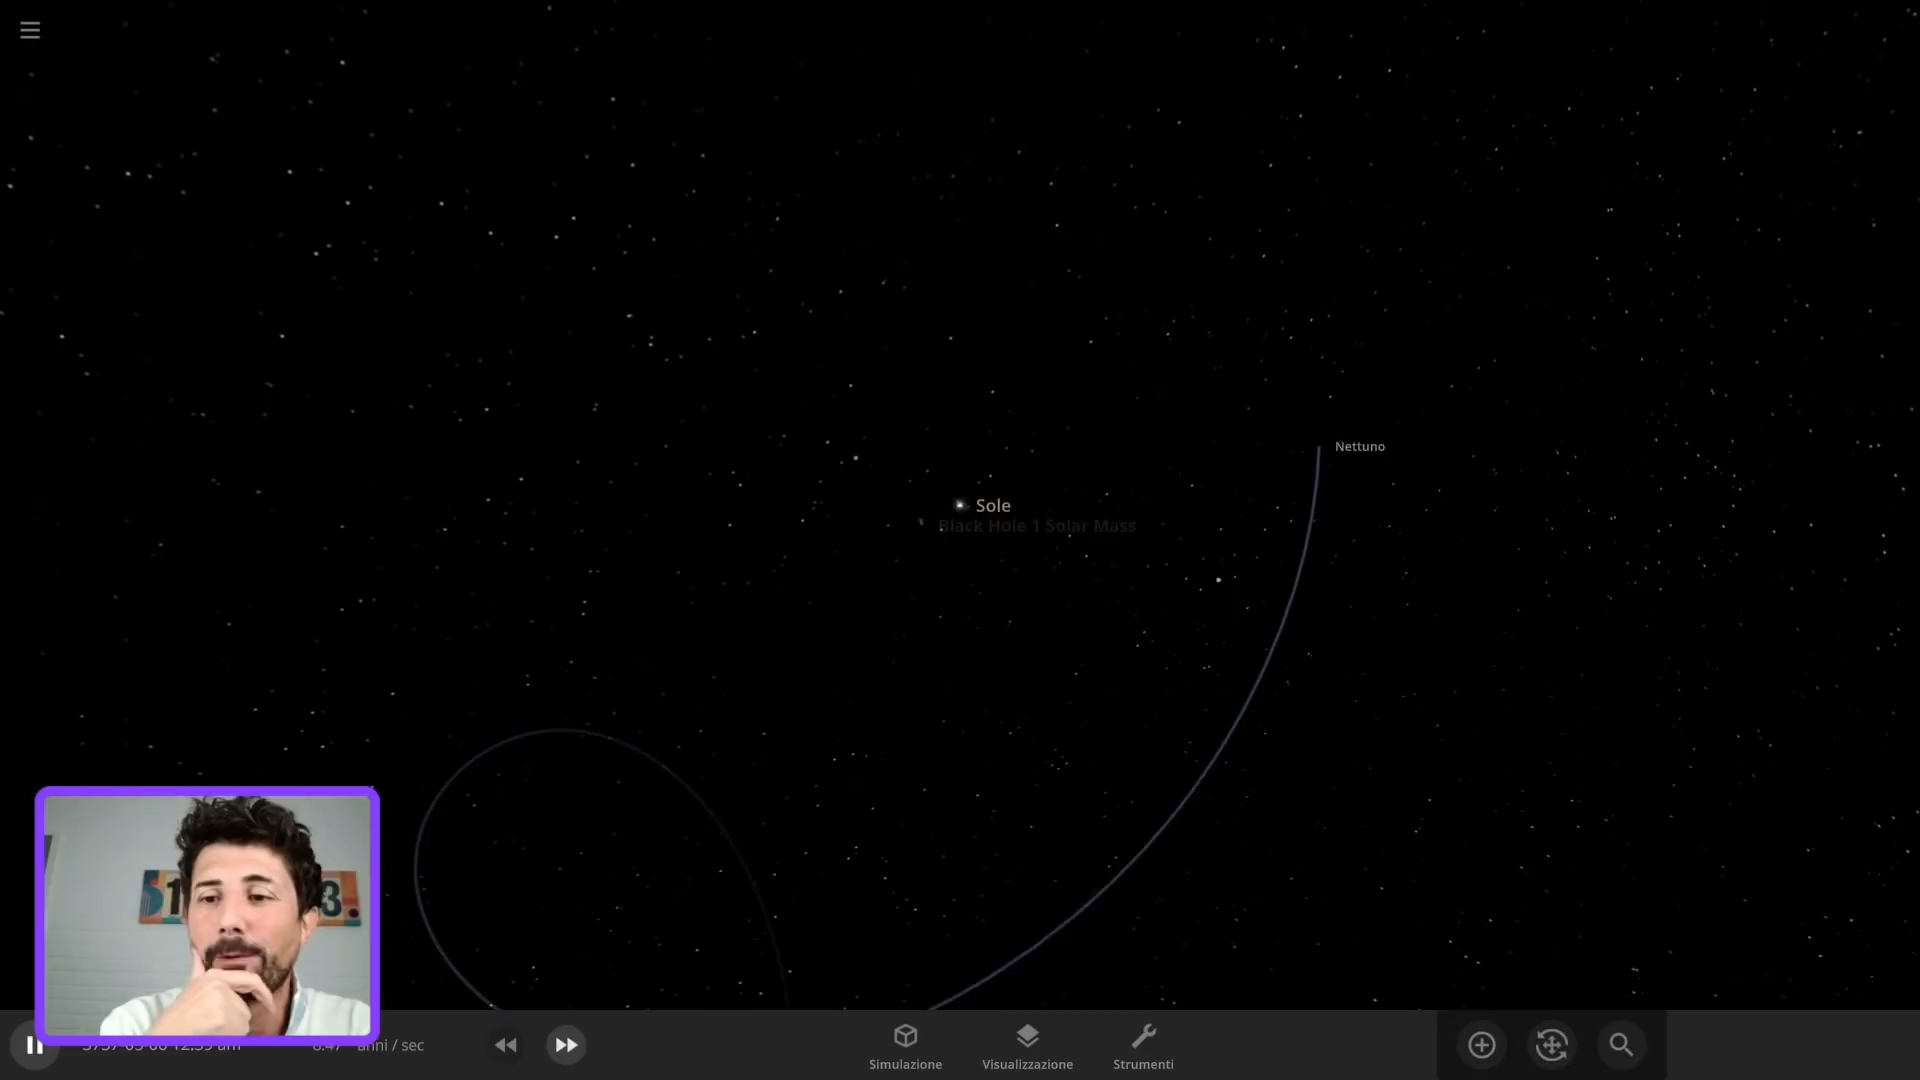 Nettuno
Sole
Black Hole 1 Solar Mass
anni / sec
Simulazione
Visualizzazione
Strumenti